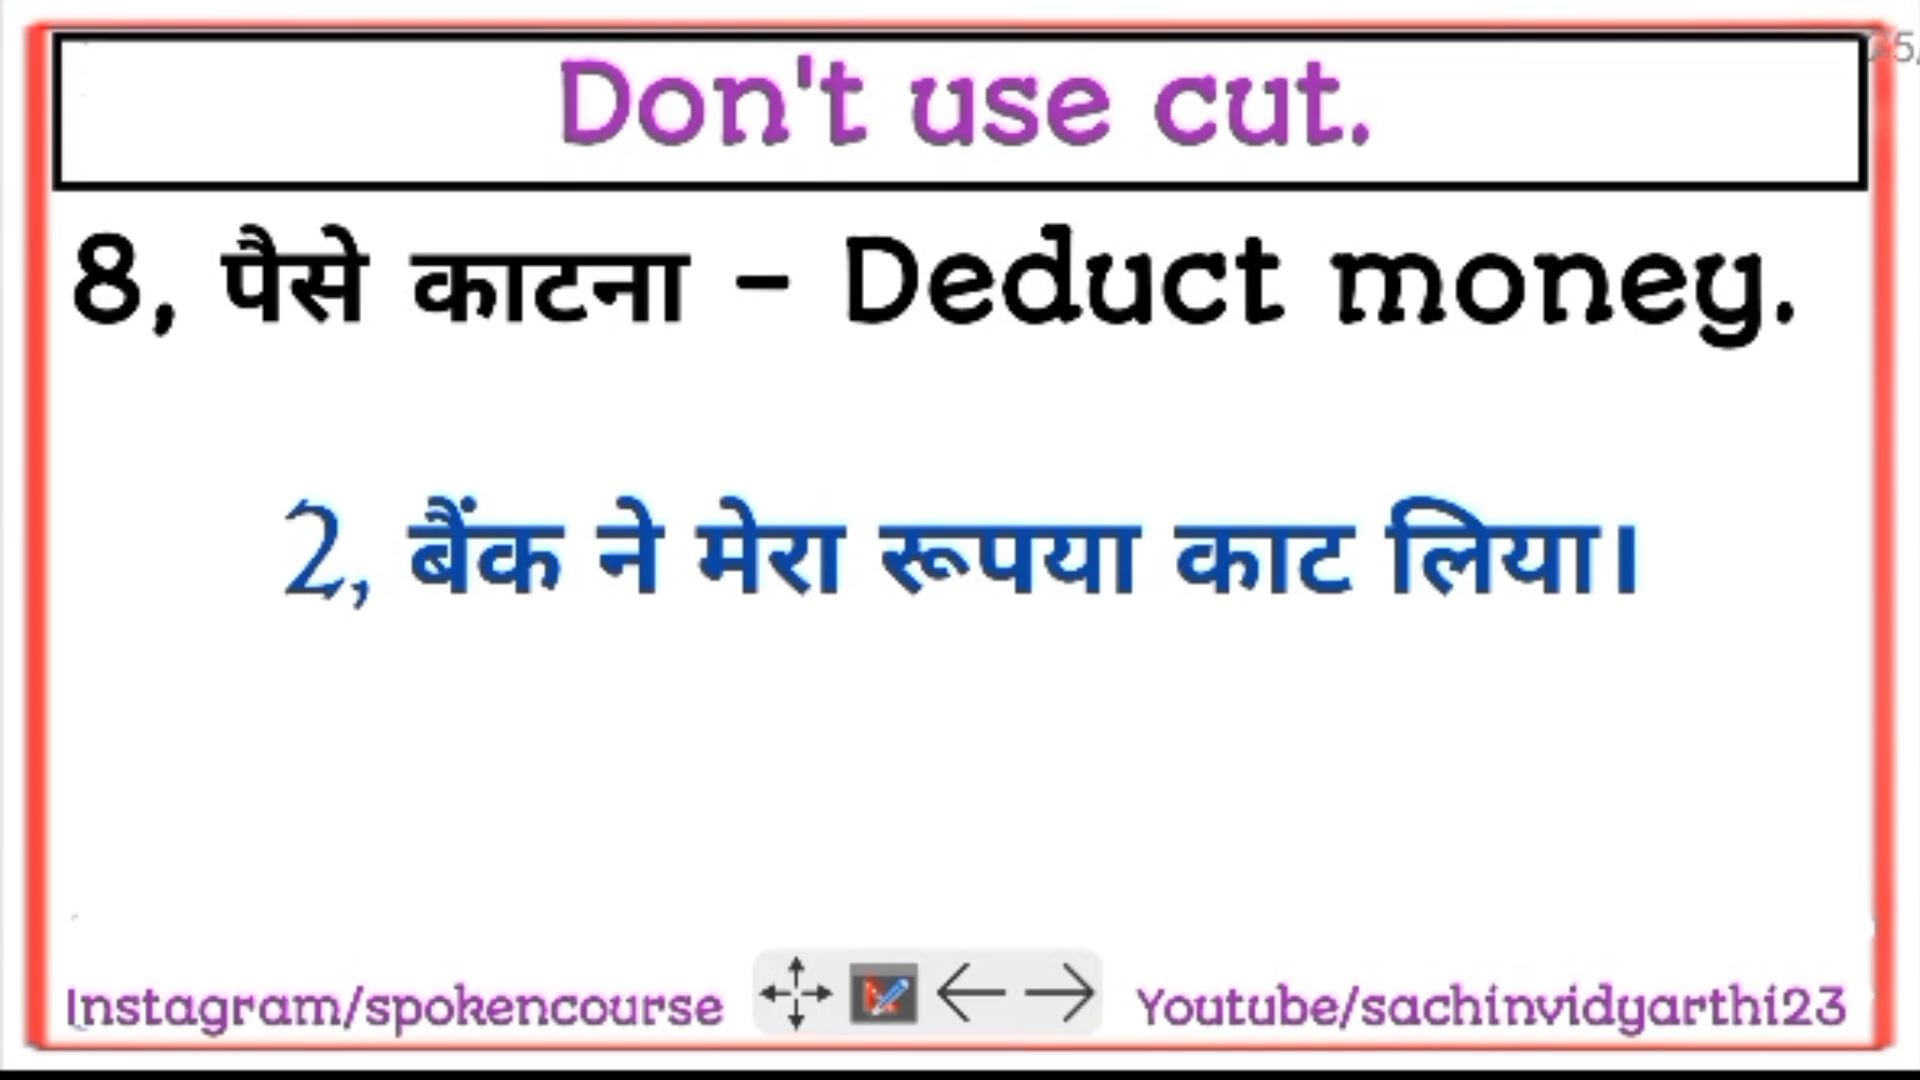 Don't use cut.
8, पैसे काटना - Deduct money.
2, बैंक ने मेरा रूपया काट लिया।
Instagram/spokencourse
Youtube/sachinvidyarthi23